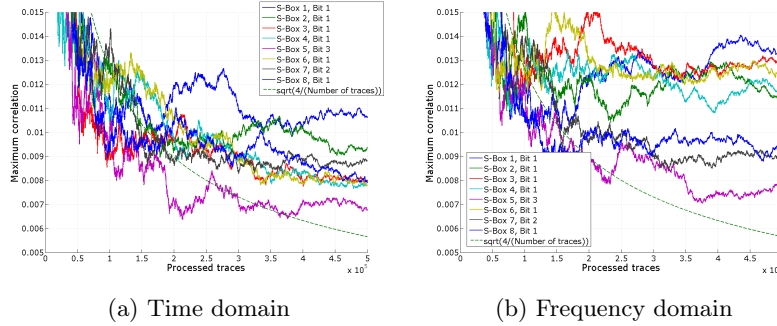 0.015
0.014
0.013
0.012
0.011
0.01
0.009
0.008
0.007
0.006
0.005
Maximum correlation
0 0.5 1 1.5 2 2.5 3 3.5 4 4.5 5
Processed traces
x 10^5
S-Box 1, Bit 1
S-Box 2, Bit 1
S-Box 3, Bit 1
S-Box 4, Bit 1
S-Box 5, Bit 3
S-Box 6, Bit 1
S-Box 7, Bit 2
S-Box 8, Bit 1
sqrt(4/(Number of traces))
(a) Time domain
0.015
0.014
0.013
0.012
0.011
0.01
0.009
0.008
0.007
0.006
0.005
Maximum correlation
0 0.5 1 1.5 2 2.5 3 3.5 4 4.5
Processed traces
x 10^5
S-Box 1, Bit 1
S-Box 2, Bit 1
S-Box 3, Bit 1
S-Box 4, Bit 1
S-Box 5, Bit 3
S-Box 6, Bit 1
S-Box 7, Bit 2
S-Box 8, Bit 1
sqrt(4/(Number of traces))
(b) Frequency domain